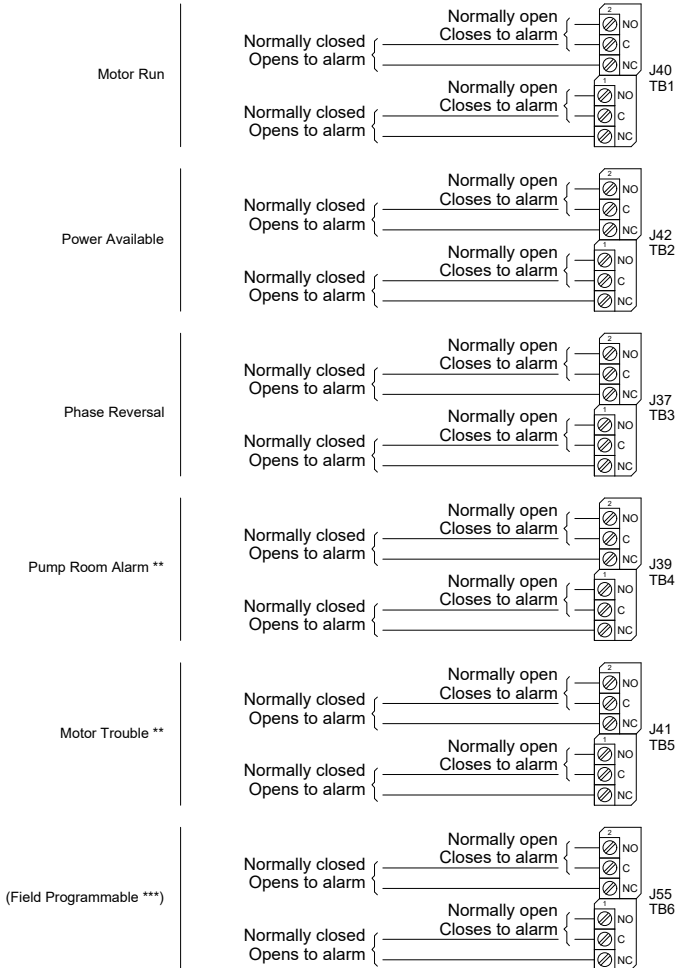 Motor Run
2
Normally open
Closes to alarm
NO
Normally closed
Opens to alarm
C
NC
J40
TB1
1
Normally open
Closes to alarm
NO
Normally closed
Opens to alarm
C
NC
Power Available
2
Normally open
Closes to alarm
NO
Normally closed
Opens to alarm
C
NC
J42
TB2
1
Normally open
Closes to alarm
NO
Normally closed
Opens to alarm
C
NC
Phase Reversal
2
Normally open
Closes to alarm
NO
Normally closed
Opens to alarm
C
NC
J37
TB3
1
Normally open
Closes to alarm
NO
Normally closed
Opens to alarm
C
NC
Pump Room Alarm **
2
Normally open
Closes to alarm
NO
Normally closed
Opens to alarm
C
NC
J39
TB4
1
Normally open
Closes to alarm
NO
Normally closed
Opens to alarm
C
NC
Motor Trouble **
2
Normally open
Closes to alarm
NO
Normally closed
Opens to alarm
C
NC
J41
TB5
1
Normally open
Closes to alarm
NO
Normally closed
Opens to alarm
C
NC
(Field Programmable ***)
2
Normally open
Closes to alarm
NO
Normally closed
Opens to alarm
C
NC
J55
TB6
1
Normally open
Closes to alarm
NO
Normally closed
Opens to alarm
C
NC